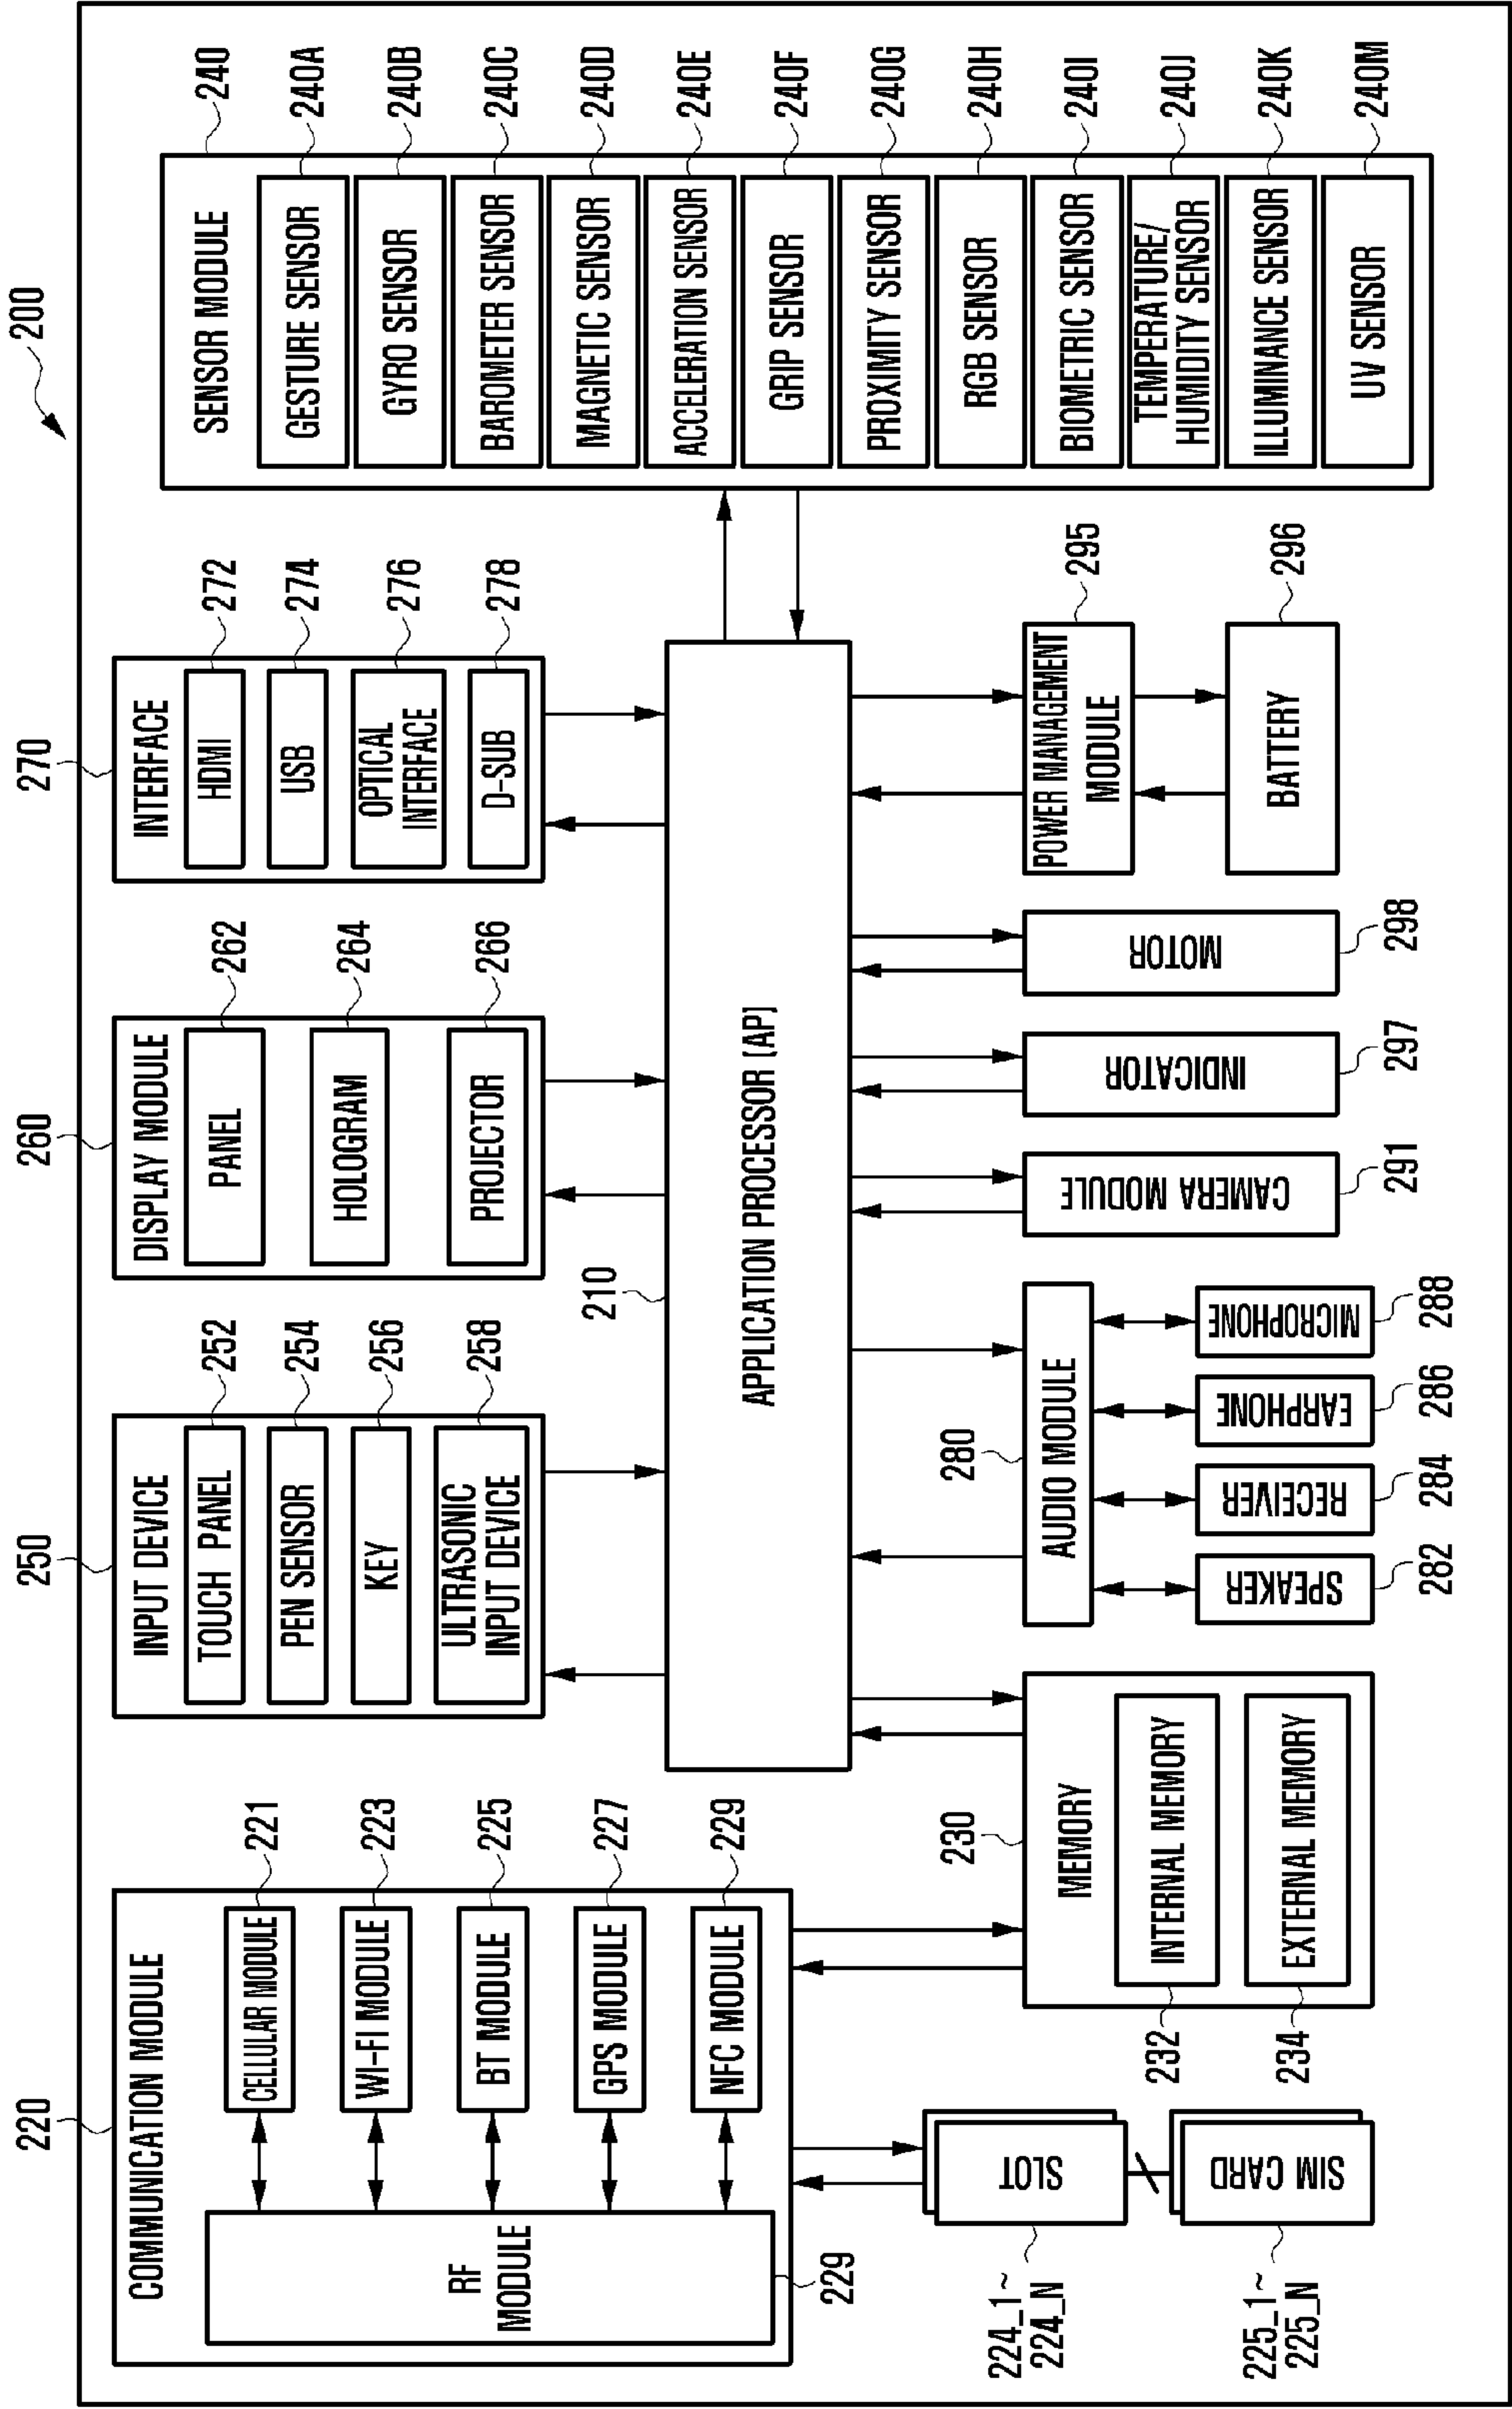 200
COMMUNICATION MODULE
220
RF
MODULE
229
CELLULAR MODULE
221
WI-FI MODULE
223
BT MODULE
225
GPS MODULE
227
NFC MODULE
229
INPUT DEVICE
250
TOUCH PANEL
252
PEN SENSOR
254
KEY
256
ULTRASONIC
INPUT DEVICE
258
DISPLAY MODULE
260
PANEL
262
HOLOGRAM
264
PROJECTOR
266
INTERFACE
270
HDMI
272
USB
274
OPTICAL
INTERFACE
276
D-SUB
278
SENSOR MODULE
240
GESTURE SENSOR
240A
GYRO SENSOR
240B
BAROMETER SENSOR
240C
MAGNETIC SENSOR
240D
ACCELERATION SENSOR
240E
GRIP SENSOR
240F
PROXIMITY SENSOR
240G
RGB SENSOR
240H
BIOMETRIC SENSOR
240I
TEMPERATURE/
HUMIDITY SENSOR
240J
ILLUMINANCE SENSOR
240K
UV SENSOR
240M
210
APPLICATION PROCESSOR (AP)
SLOT
224_1~
224_N
SIM CARD
225_1~
225_N
230
MEMORY
INTERNAL MEMORY
232
EXTERNAL MEMORY
234
280
AUDIO MODULE
SPEAKER
282
RECEIVER
284
EARPHONE
286
MICROPHONE
288
CAMERA MODULE
291
INDICATOR
297
MOTOR
298
POWER MANAGEMENT
MODULE
295
BATTERY
296